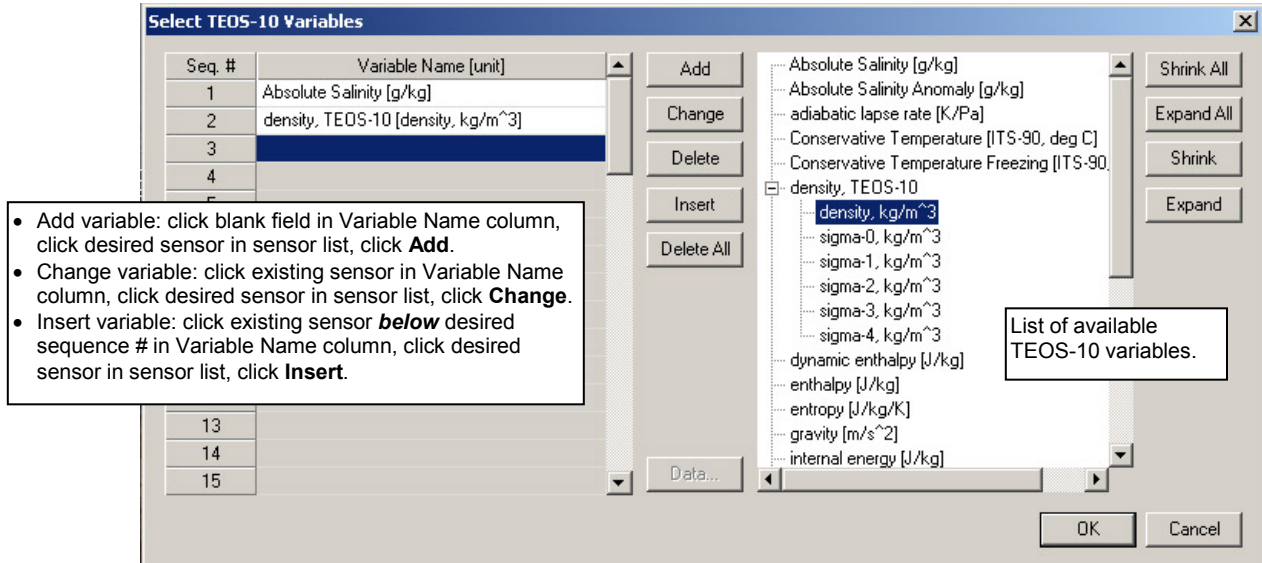 Select TEOS-10 Variables
Seq. #
Variable Name [unit]
1
Absolute Salinity [g/kg]
2
density, TEOS-10 [density, kg/m^3]
3
4
13
14
15
• Add variable: click blank field in Variable Name column,
click desired sensor in sensor list, click Add.
• Change variable: click existing sensor in Variable Name
column, click desired sensor in sensor list, click Change.
• Insert variable: click existing sensor below desired
sequence # in Variable Name column, click desired
sensor in sensor list, click Insert.
Add
Change
Delete
Insert
Delete All
Data...
Absolute Salinity [g/kg]
Absolute Salinity Anomaly [g/kg]
adiabatic lapse rate [K/Pa]
Conservative Temperature [ITS-90, deg C]
Conservative Temperature Freezing [ITS-90,
density, TEOS-10
density, kg/m^3
sigma-0, kg/m^3
sigma-1, kg/m^3
sigma-2, kg/m^3
sigma-3, kg/m^3
sigma-4, kg/m^3
dynamic enthalpy [J/kg]
enthalpy [J/kg]
entropy [J/kg/K]
gravity [m/s^2]
internal energy [J/kg]
List of available
TEOS-10 variables.
Shrink All
Expand All
Shrink
Expand
OK
Cancel